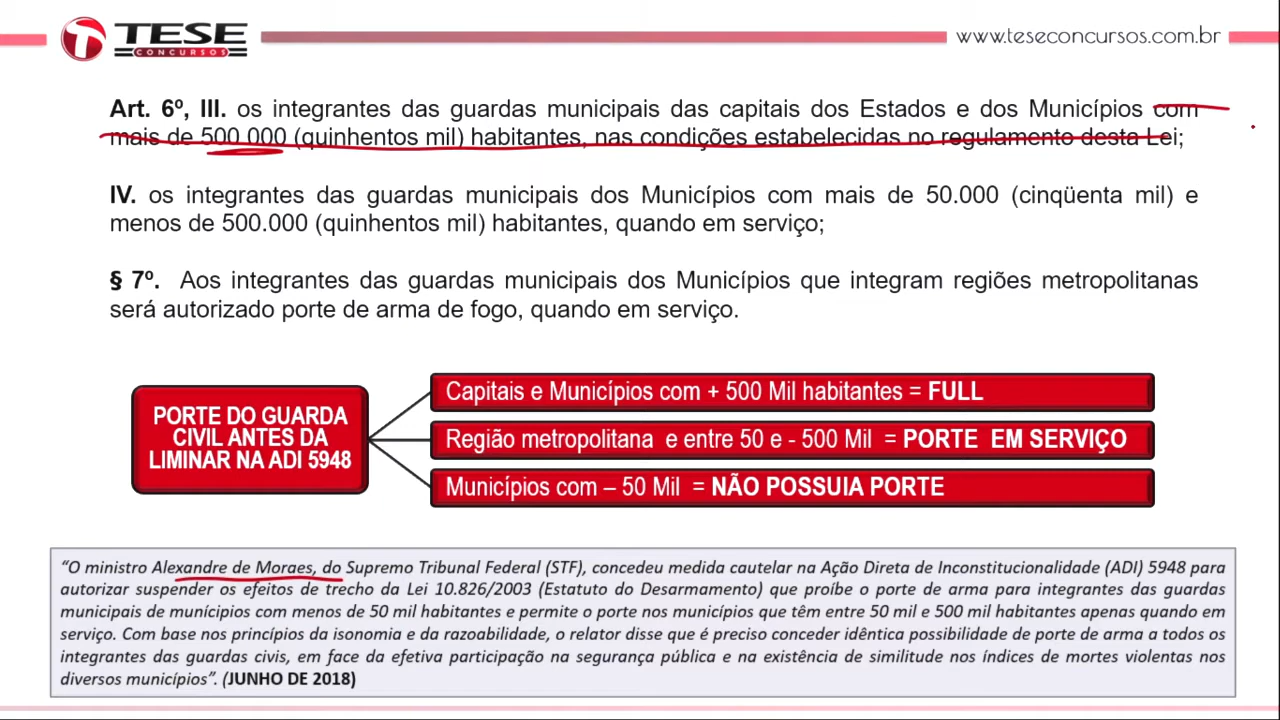 TESE
CONCURSOS
www.teseconcursos.com.br
Art. 6º, III. os integrantes das guardas municipais das capitais dos Estados e dos Municípios com
mais de 500.000 (quinhentos mil) habitantes, nas condições estabelecidas no regulamento desta Lei;
IV. os integrantes das guardas municipais dos Municípios com mais de 50.000 (cinqüenta mil) e
menos de 500.000 (quinhentos mil) habitantes, quando em serviço;
§ 7º. Aos integrantes das guardas municipais dos Municípios que integram regiões metropolitanas
será autorizado porte de arma de fogo, quando em serviço.
PORTE DO GUARDA
CIVIL ANTES DA
LIMINAR NA ADI 5948
Capitais e Municípios com + 500 Mil habitantes = FULL
Região metropolitana e entre 50 e - 500 Mil = PORTE EM SERVIÇO
Municípios com – 50 Mil = NÃO POSSUIA PORTE
“O ministro Alexandre de Moraes, do Supremo Tribunal Federal (STF), concedeu medida cautelar na Ação Direta de Inconstitucionalidade (ADI) 5948 para
autorizar suspender os efeitos de trecho da Lei 10.826/2003 (Estatuto do Desarmamento) que proíbe o porte de arma para integrantes das guardas
municipais de munícipios com menos de 50 mil habitantes e permite o porte nos municípios que têm entre 50 mil e 500 mil habitantes apenas quando em
serviço. Com base nos princípios da isonomia e da razoabilidade, o relator disse que é preciso conceder idêntica possibilidade de porte de arma a todos os
integrantes das guardas civis, em face da efetiva participação na segurança pública e na existência de similitude nos índices de mortes violentas nos
diversos municípios”. (JUNHO DE 2018)